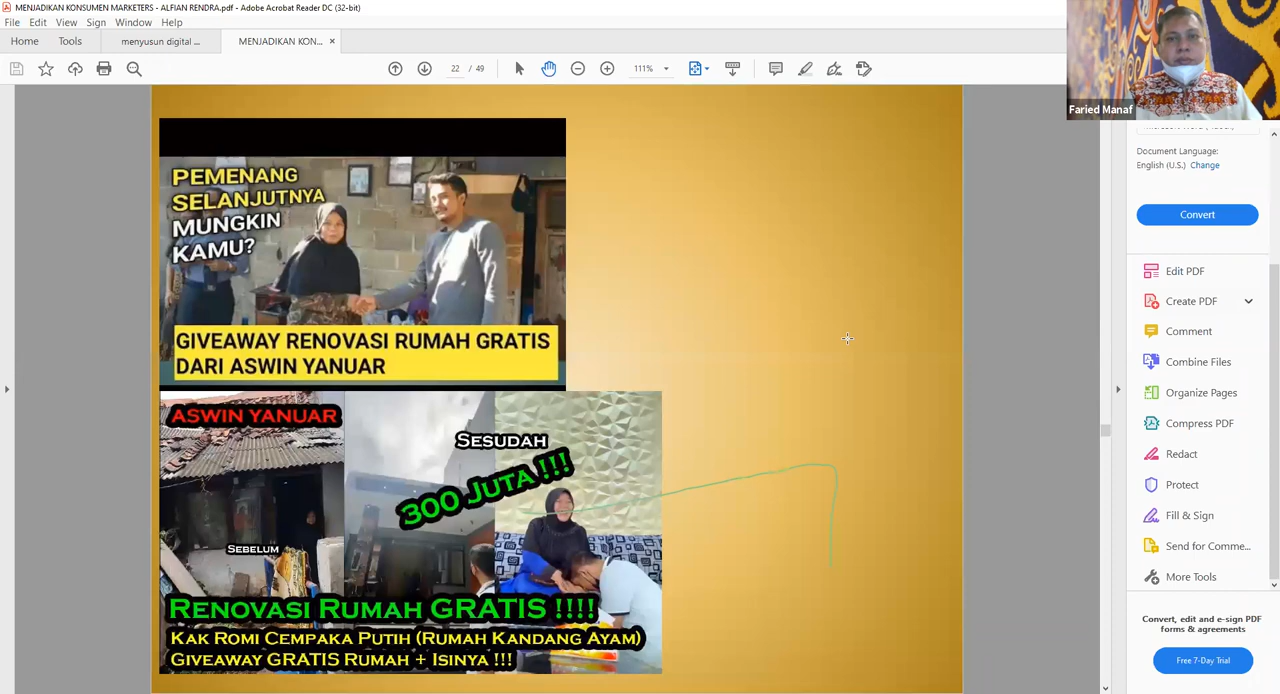 MENJADIKAN KONSUMEN MARKETERS - ALFIAN RENDRA.pdf - Adobe Acrobat Reader DC (32-bit)
File Edit View Sign Window Help
Home Tools menyusun digital ... MENJADIKAN KON... ×
22 / 49 111%
Faried Manaf
Document Language:
English (U.S.) Change
Convert
Edit PDF
Create PDF
Comment
Combine Files
Organize Pages
Compress PDF
Redact
Protect
Fill & Sign
Send for Comme...
More Tools
Convert, edit and e-sign PDF
forms & agreements
Free 7-Day Trial
PEMENANG
SELANJUTNYA
MUNGKIN
KAMU?
GIVEAWAY RENOVASI RUMAH GRATIS
DARI ASWIN YANUAR
ASWIN YANUAR
SESUDAH
300 JUTA !!!
SEBELUM
RENOVASI RUMAH GRATIS !!!!
KAK ROMI CEMPAKA PUTIH (RUMAH KANDANG AYAM)
GIVEAWAY GRATIS RUMAH + ISINYA !!!